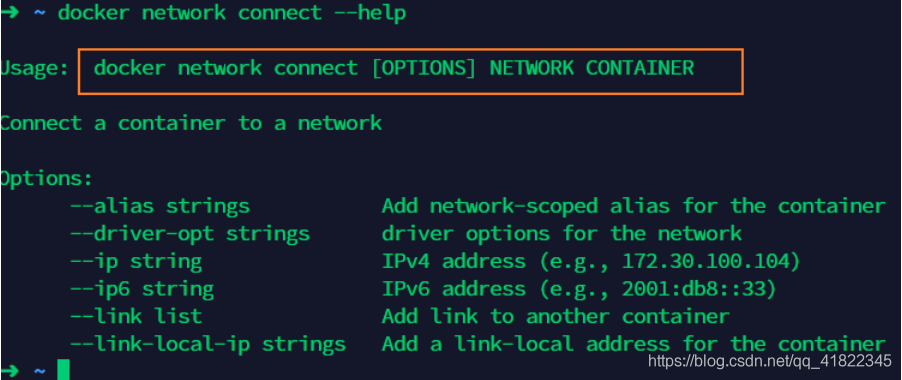 ➜ ~ docker network connect --help
Usage: docker network connect [OPTIONS] NETWORK CONTAINER
Connect a container to a network
Options:
--alias strings Add network-scoped alias for the container
--driver-opt strings driver options for the network
--ip string IPv4 address (e.g., 172.30.100.104)
--ip6 string IPv6 address (e.g., 2001:db8::33)
--link list Add link to another container
--link-local-ip strings Add a link-local address for the container
➜ ~
https://blog.csdn.net/qq_41822345